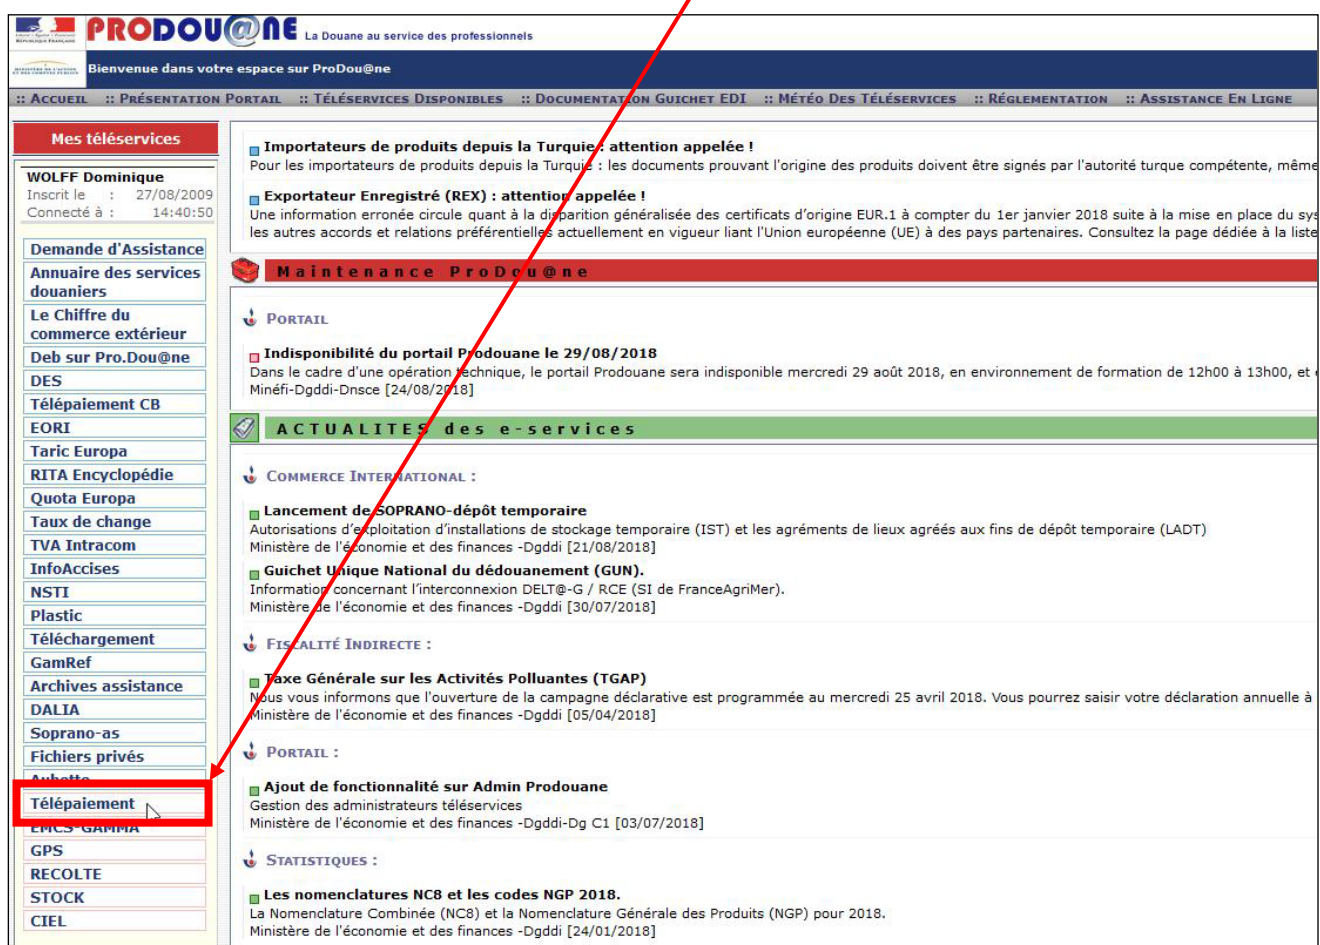 RÉPUBLIQUE FRANÇAISE
PRODOU@NE La Douane au service des professionnels
Bienvenue dans votre espace sur ProDou@ne
:: ACCUEIL :: PRÉSENTATION PORTAIL :: TÉLÉSERVICES DISPONIBLES :: DOCUMENTATION GUICHET EDI :: MÉTÉO DES TÉLÉSERVICES :: RÉGLEMENTATION :: ASSISTANCE EN LIGNE
Mes téléservices
WOLFF Dominique
Inscrit le : 27/08/2009
Connecté à : 14:40:50
Demande d'Assistance
Annuaire des services
douaniers
Le Chiffre du
commerce extérieur
Deb sur Pro.Dou@ne
DES
Télépaiement CB
EORI
Taric Europa
RITA Encyclopédie
Quota Europa
Taux de change
TVA Intracom
InfoAccises
NSTI
Plastic
Téléchargement
GamRef
Archives assistance
DALIA
Soprano-as
Fichiers privés
Aubette
Télépaiement
EMCS-GAMMA
GPS
RECOLTE
STOCK
CIEL
Importateurs de produits depuis la Turquie : attention appelée !
Pour les importateurs de produits depuis la Turquie : les documents prouvant l'origine des produits doivent être signés par l'autorité turque compétente, même
Exportateur Enregistré (REX) : attention appelée !
Une information erronée circule quant à la disparition généralisée des certificats d'origine EUR.1 à compter du 1er janvier 2018 suite à la mise en place du sys
les autres accords et relations préférentielles actuellement en vigueur liant l'Union européenne (UE) à des pays partenaires. Consultez la page dédiée à la liste
Maintenance ProDou@ne
PORTAIL
Indisponibilité du portail Prodouane le 29/08/2018
Dans le cadre d'une opération technique, le portail Prodouane sera indisponible mercredi 29 août 2018, en environnement de formation de 12h00 à 13h00, et
Minéfi-Dgddi-Dnsce [24/08/2018]
ACTUALITES des e-services
COMMERCE INTERNATIONAL :
Lancement de SOPRANO-dépôt temporaire
Autorisations d'exploitation d'installations de stockage temporaire (IST) et les agréments de lieux agréés aux fins de dépôt temporaire (LADT)
Ministère de l'économie et des finances -Dgddi [21/08/2018]
Guichet Unique National du dédouanement (GUN).
Information concernant l'interconnexion DELT@-G / RCE (SI de FranceAgriMer).
Ministère de l'économie et des finances -Dgddi [30/07/2018]
FISCALITÉ INDIRECTE :
Taxe Générale sur les Activités Polluantes (TGAP)
Nous vous informons que l'ouverture de la campagne déclarative est programmée au mercredi 25 avril 2018. Vous pourrez saisir votre déclaration annuelle à
Ministère de l'économie et des finances -Dgddi [05/04/2018]
PORTAIL :
Ajout de fonctionnalité sur Admin Prodouane
Gestion des administrateurs téléservices
Ministère de l'économie et des finances -Dgddi-Dg C1 [03/07/2018]
STATISTIQUES :
Les nomenclatures NC8 et les codes NGP 2018.
La Nomenclature Combinée (NC8) et la Nomenclature Générale des Produits (NGP) pour 2018.
Ministère de l'économie et des finances -Dgddi [24/01/2018]